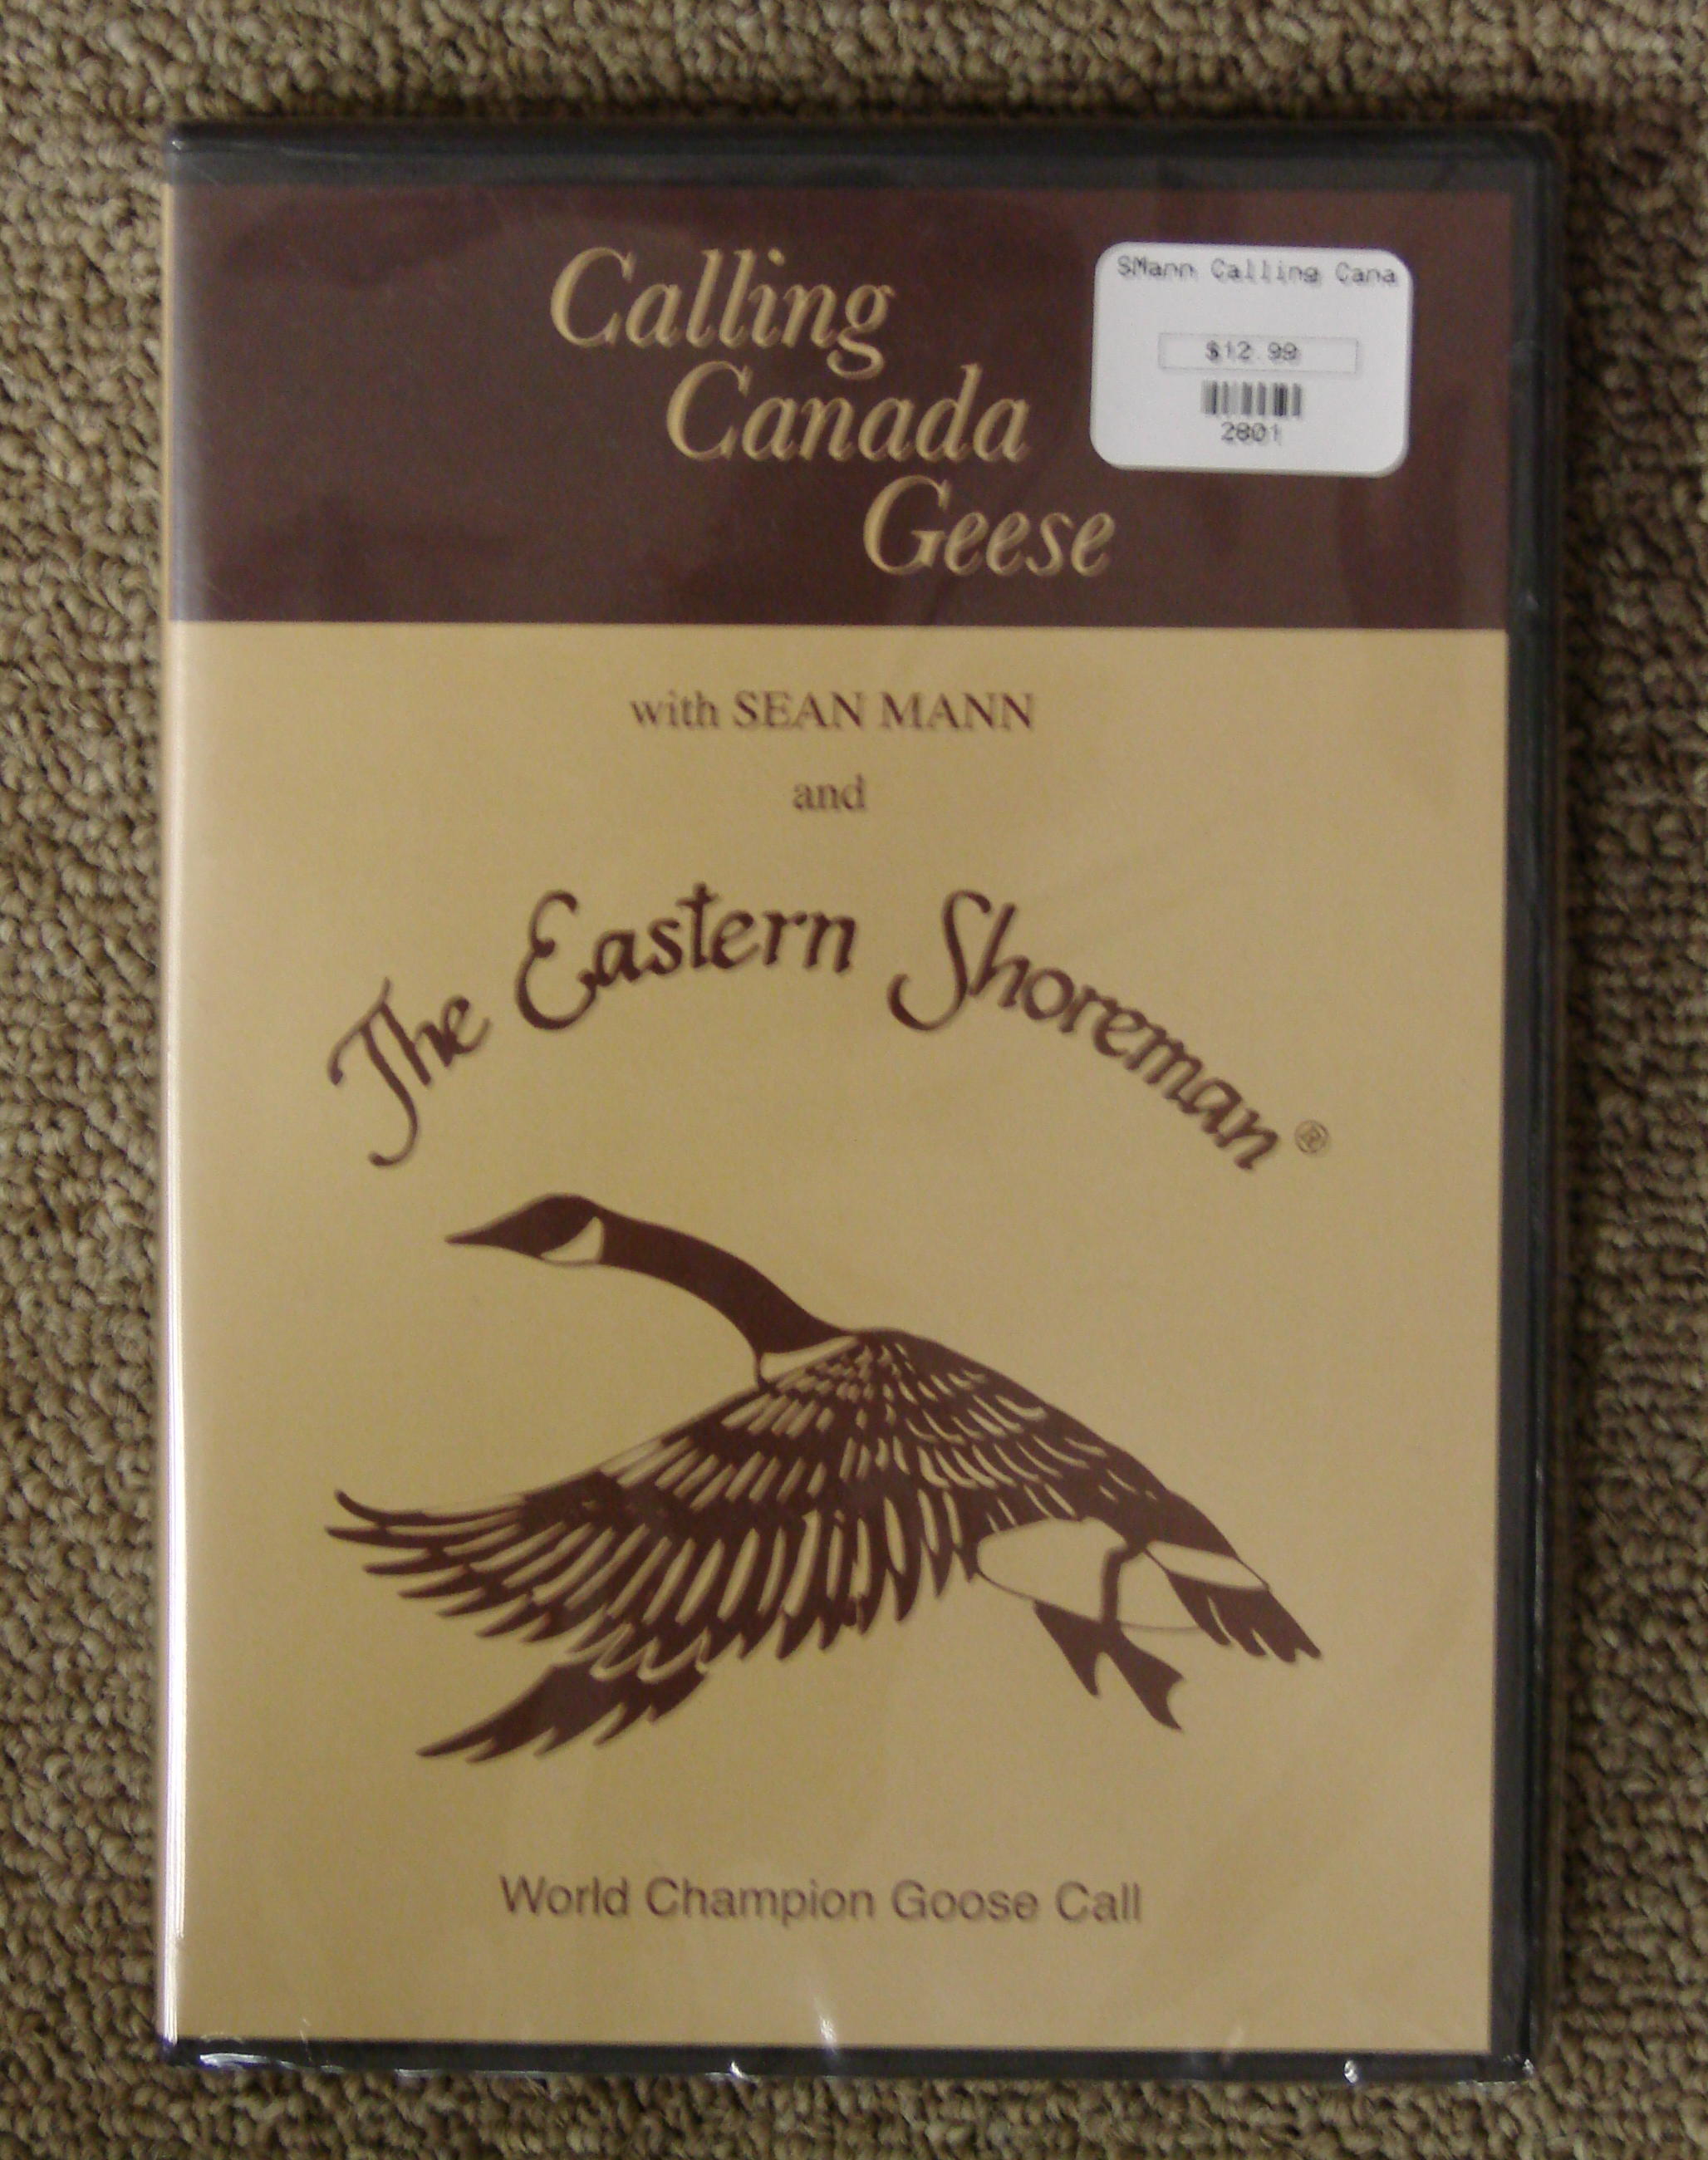 Calling
Canada
Geese
SMann Calling Cana
$12.99
2801
with SEAN MANN
and
The Eastern Shoreman®
World Champion Goose Call